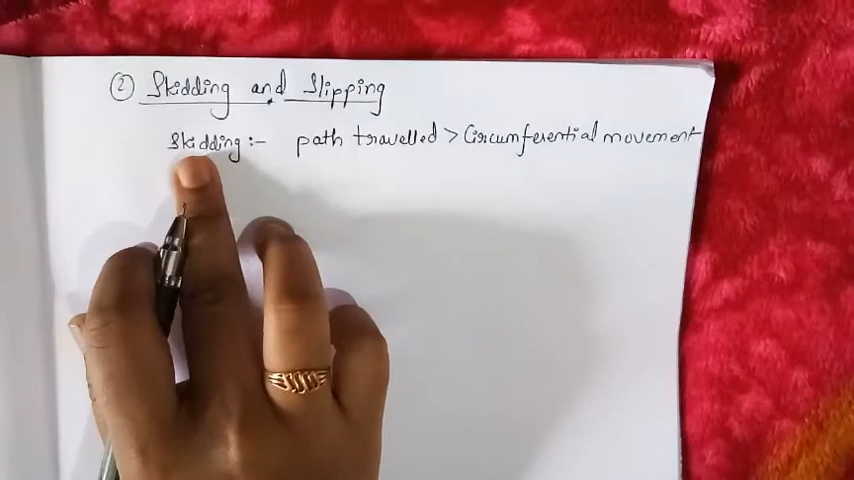 ② Skidding and Slipping
Skidding :- path travelled > Circumferential movement